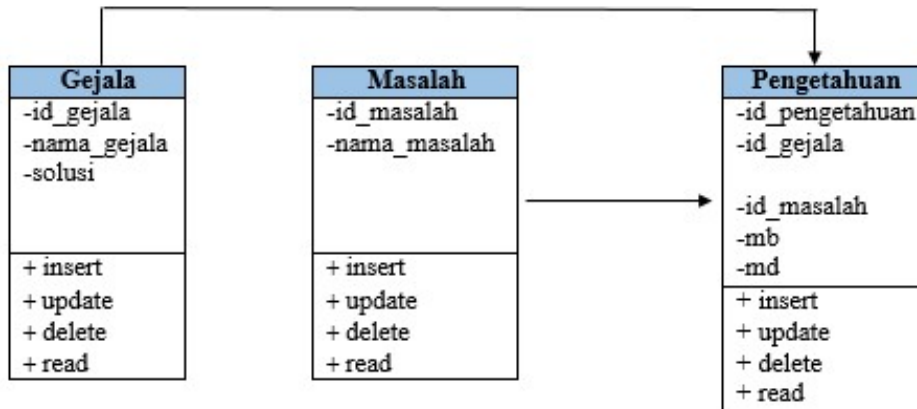 Gejala
-id_gejala
-nama_gejala
-solusi
+ insert
+ update
+ delete
+ read
Masalah
-id_masalah
-nama_masalah
+ insert
+ update
+ delete
+ read
Pengetahuan
-id_pengetahuan
-id_gejala
-id_masalah
-mb
-md
+ insert
+ update
+ delete
+ read